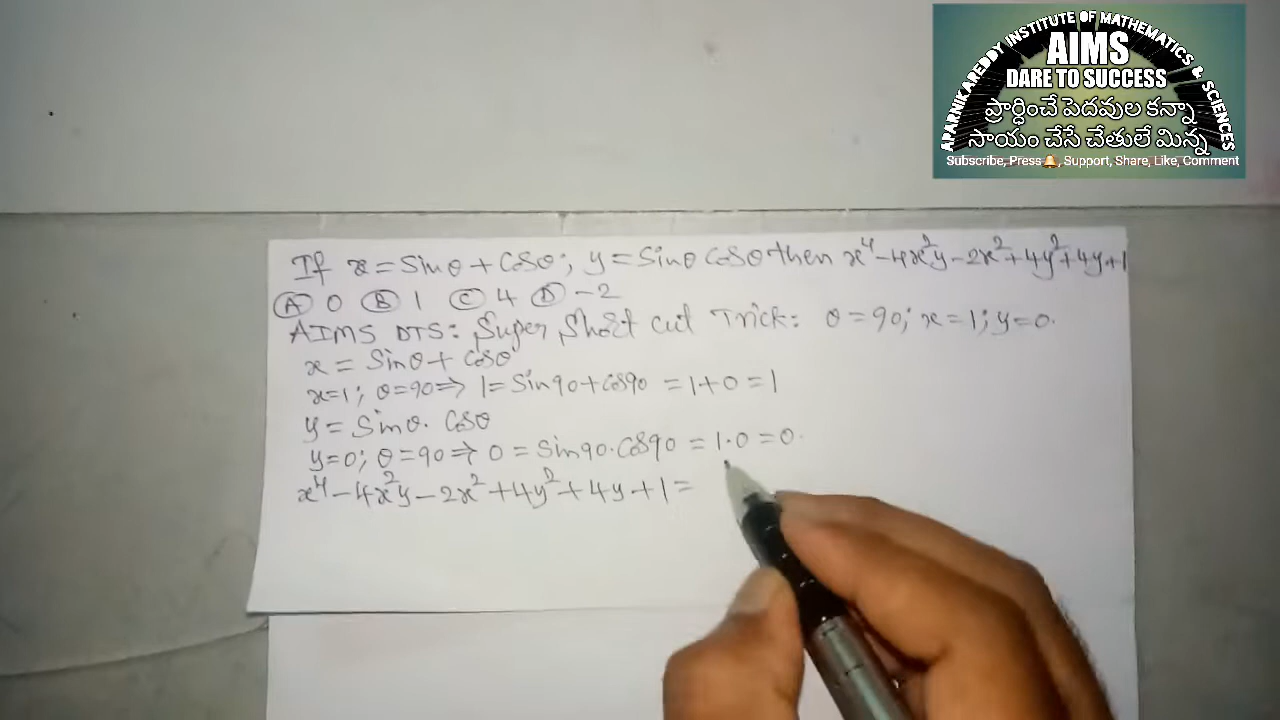 APARNIKAREDDY INSTITUTE OF MATHEMATICS & SCIENCES
AIMS
DARE TO SUCCESS
ప్రార్ధించే పెదవుల కన్నా
సాయం చేసే చేతులే మిన్న
Subscribe, Press🔔, Support, Share, Like, Comment
If x = Sinθ + Cosθ; y = Sinθ Cosθ then x⁴-4x²y-2x²+4y²+4y+1
Ⓐ 0 Ⓑ 1 Ⓒ 4 Ⓓ -2
AIMS DTS: Super Short cut Trick: θ=90; x=1; y=0.
x = Sinθ + Cosθ
x=1; θ=90 ⇒ 1 = Sin90+Cos90 = 1+0 = 1
y = Sinθ. Cosθ
y=0; θ=90 ⇒ 0 = Sin90.Cos90 = 1.0 = 0.
x⁴-4x²y-2x²+4y²+4y+1 =